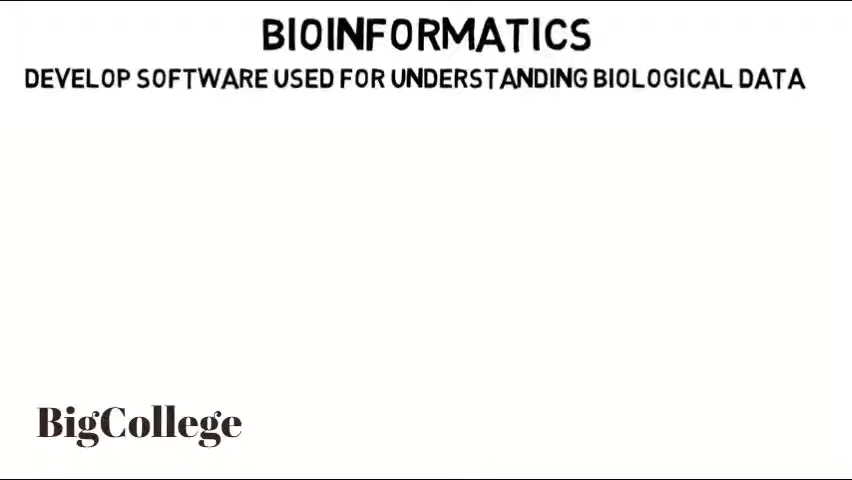 BIOINFORMATICS
DEVELOP SOFTWARE USED FOR UNDERSTANDING BIOLOGICAL DATA
BigCollege